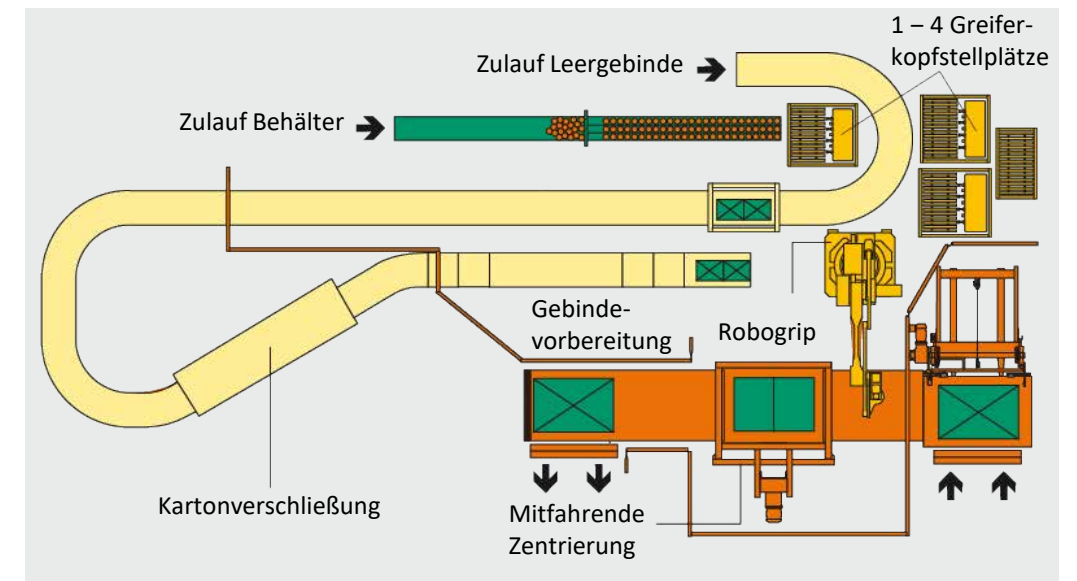 1 – 4 Greifer-
kopfstellplätze
Zulauf Leergebinde
Zulauf Behälter
Gebinde-
vorbereitung
Robogrip
Kartonverschließung
Mitfahrende
Zentrierung